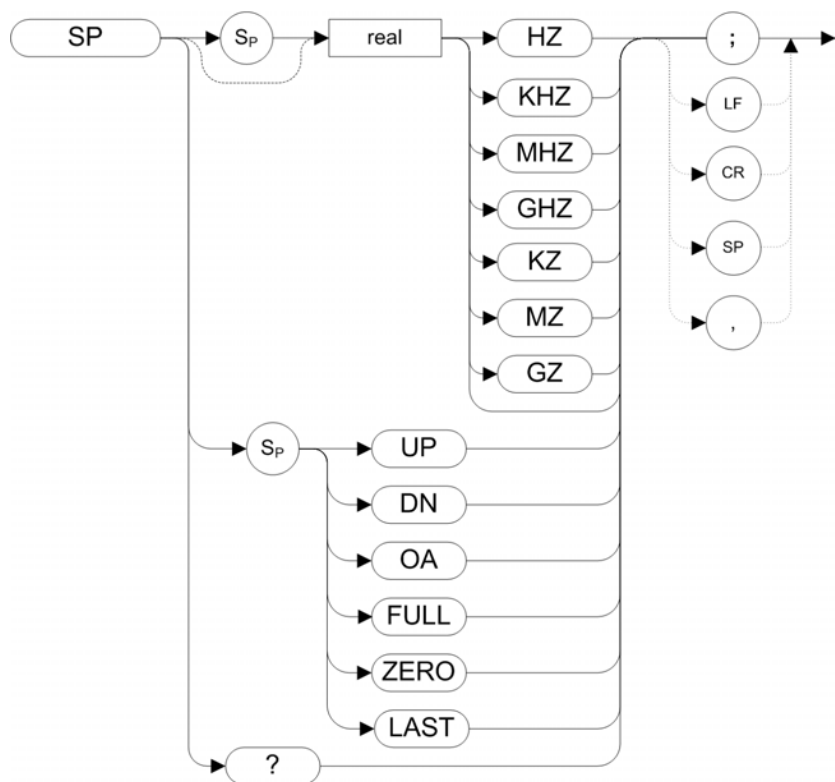 SP SP real HZ ;
KHZ LF
MHZ CR
GHZ
KZ SP
MZ ,
GZ
SP UP
DN
OA
FULL
ZERO
LAST
?